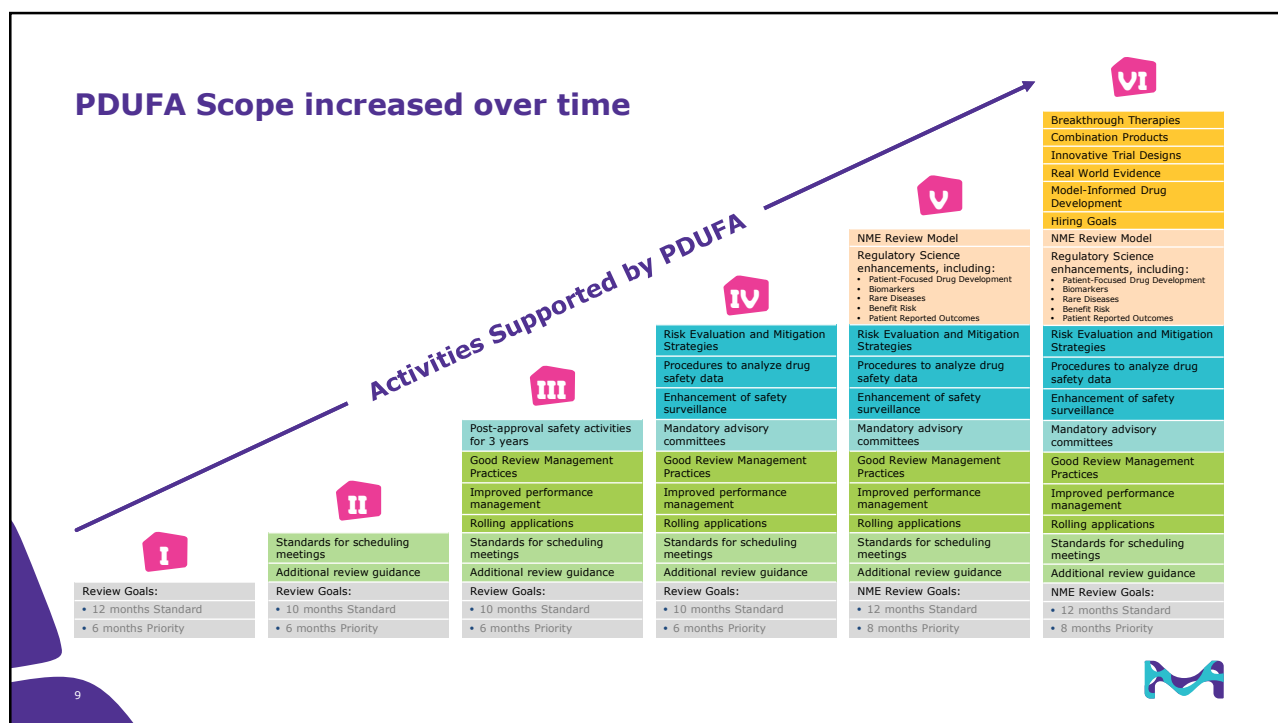 PDUFA Scope increased over time
Activities Supported by PDUFA
I
Review Goals:
• 12 months Standard
• 6 months Priority
II
Standards for scheduling
meetings
Additional review guidance
Review Goals:
• 10 months Standard
• 6 months Priority
III
Post-approval safety activities
for 3 years
Good Review Management
Practices
Improved performance
management
Rolling applications
Standards for scheduling
meetings
Additional review guidance
Review Goals:
• 10 months Standard
• 6 months Priority
IV
Risk Evaluation and Mitigation
Strategies
Procedures to analyze drug
safety data
Enhancement of safety
surveillance
Mandatory advisory
committees
Good Review Management
Practices
Improved performance
management
Rolling applications
Standards for scheduling
meetings
Additional review guidance
Review Goals:
• 10 months Standard
• 6 months Priority
V
NME Review Model
Regulatory Science
enhancements, including:
• Patient-Focused Drug Development
• Biomarkers
• Rare Diseases
• Benefit Risk
• Patient Reported Outcomes
Risk Evaluation and Mitigation
Strategies
Procedures to analyze drug
safety data
Enhancement of safety
surveillance
Mandatory advisory
committees
Good Review Management
Practices
Improved performance
management
Rolling applications
Standards for scheduling
meetings
Additional review guidance
NME Review Goals:
• 12 months Standard
• 8 months Priority
VI
Breakthrough Therapies
Combination Products
Innovative Trial Designs
Real World Evidence
Model-Informed Drug
Development
Hiring Goals
NME Review Model
Regulatory Science
enhancements, including:
• Patient-Focused Drug Development
• Biomarkers
• Rare Diseases
• Benefit Risk
• Patient Reported Outcomes
Risk Evaluation and Mitigation
Strategies
Procedures to analyze drug
safety data
Enhancement of safety
surveillance
Mandatory advisory
committees
Good Review Management
Practices
Improved performance
management
Rolling applications
Standards for scheduling
meetings
Additional review guidance
NME Review Goals:
• 12 months Standard
• 8 months Priority
9